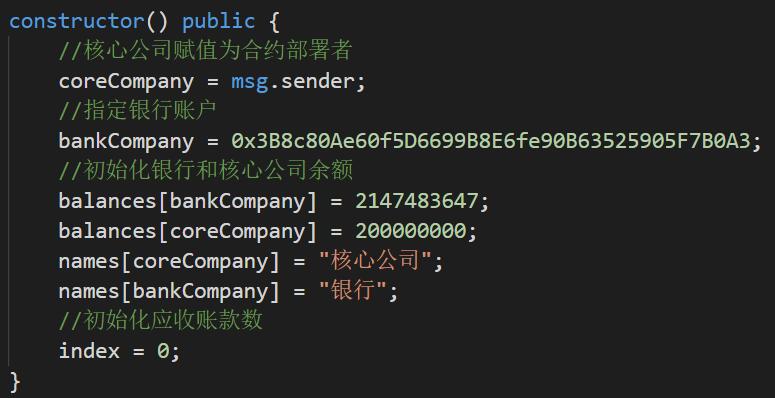 constructor() public {
//核心公司赋值为合约部署者
coreCompany = msg.sender;
//指定银行账户
bankCompany = 0x3B8c80Ae60f5D6699B8E6fe90B63525905F7B0A3;
//初始化银行和核心公司余额
balances[bankCompany] = 2147483647;
balances[coreCompany] = 200000000;
names[coreCompany] = "核心公司";
names[bankCompany] = "银行";
//初始化应收账款数
index = 0;
}